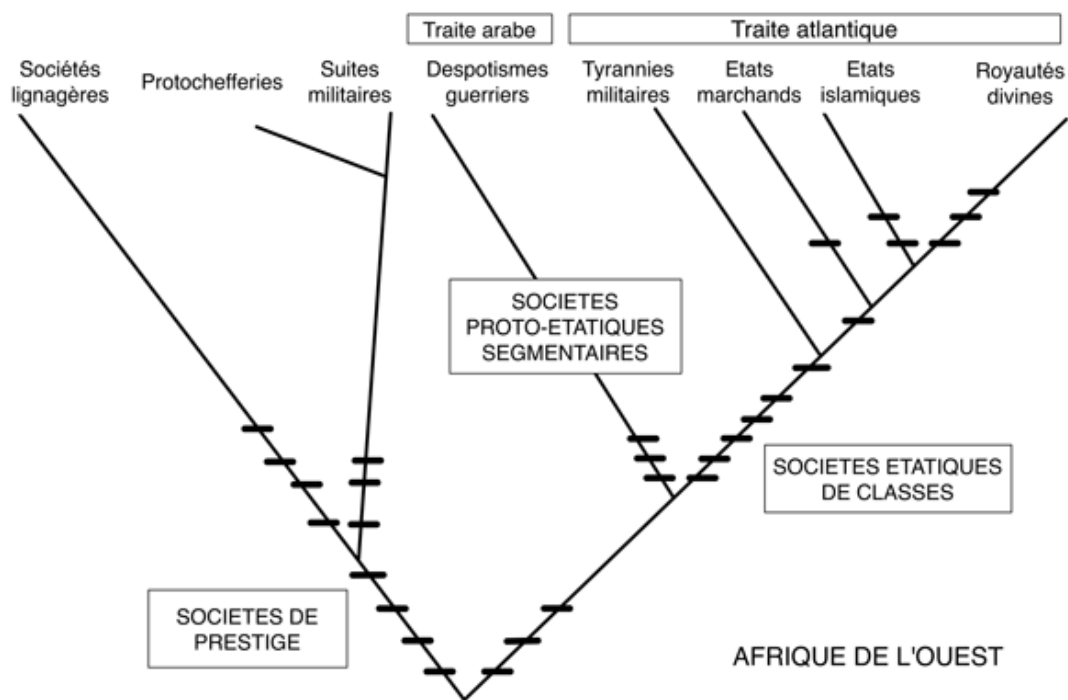 Traite arabe
Traite atlantique
Sociétés
lignagères
Protochefferies
Suites
militaires
Despotismes
guerriers
Tyrannies
militaires
Etats
marchands
Etats
islamiques
Royautés
divines
SOCIETES
PROTO-ETATIQUES
SEGMENTAIRES
SOCIETES ETATIQUES
DE CLASSES
SOCIETES DE
PRESTIGE
AFRIQUE DE L'OUEST